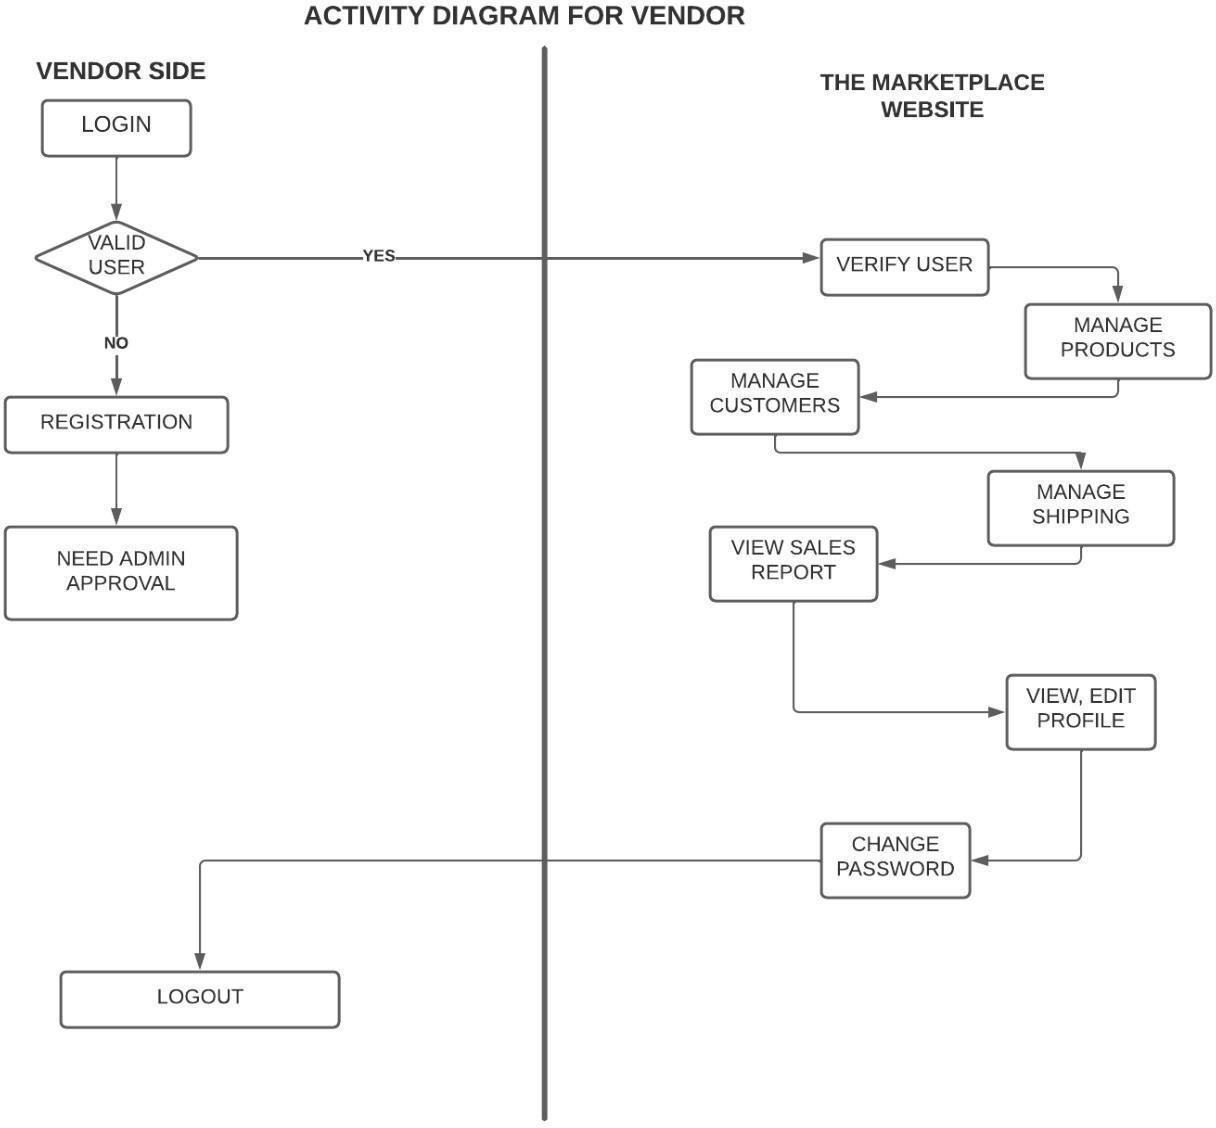 ACTIVITY DIAGRAM FOR VENDOR
VENDOR SIDE
THE MARKETPLACE
WEBSITE
LOGIN
VALID
USER
YES
VERIFY USER
MANAGE
PRODUCTS
NO
MANAGE
CUSTOMERS
REGISTRATION
MANAGE
SHIPPING
VIEW SALES
REPORT
NEED ADMIN
APPROVAL
VIEW, EDIT
PROFILE
CHANGE
PASSWORD
LOGOUT